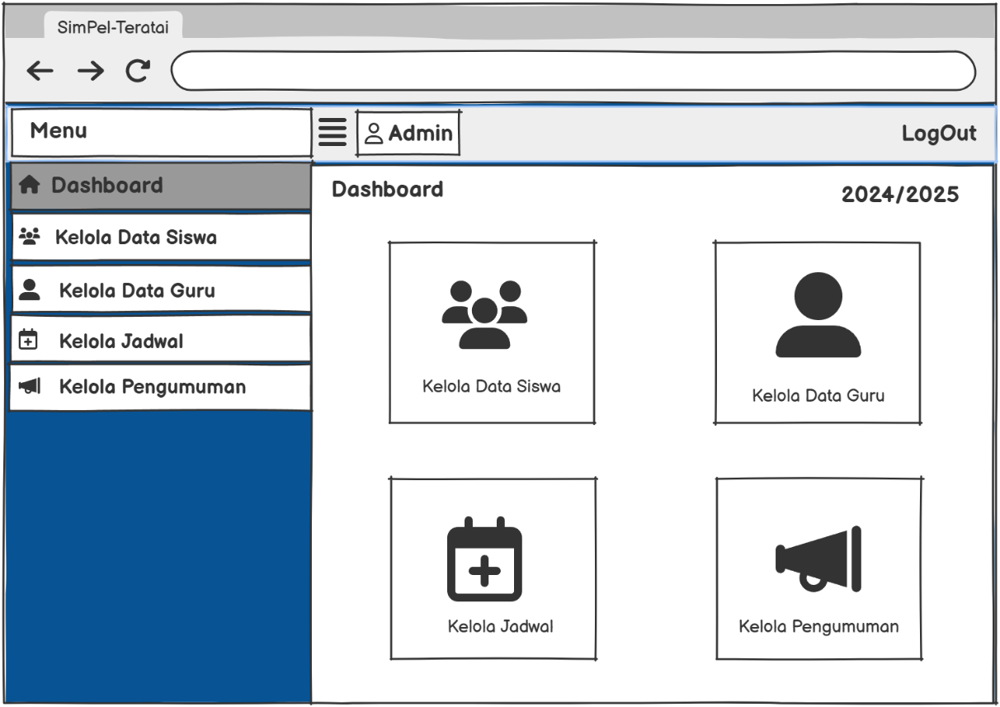 SimPel-Teratai
Menu
Admin
LogOut
Dashboard
Kelola Data Siswa
Kelola Data Guru
Kelola Jadwal
Kelola Pengumuman
Dashboard
2024/2025
Kelola Data Siswa
Kelola Data Guru
Kelola Jadwal
Kelola Pengumuman